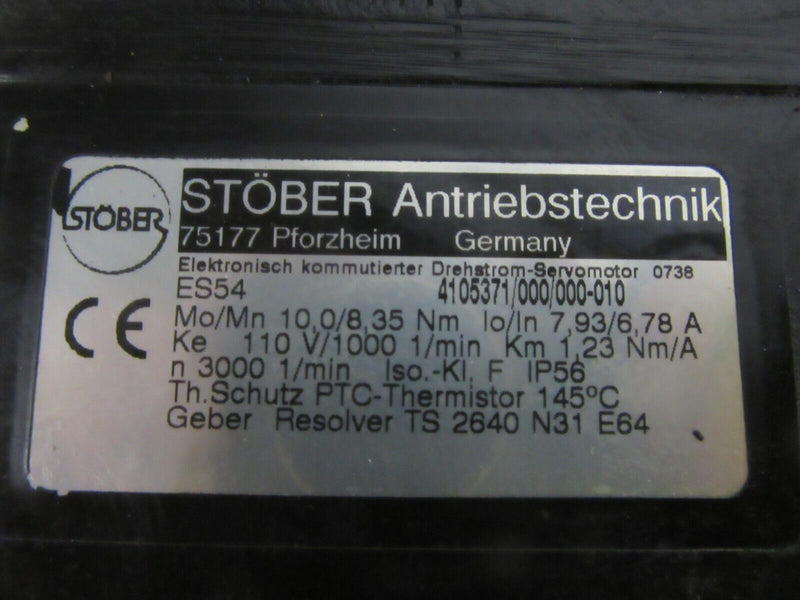 STÖBER
STÖBER Antriebstechnik
75177 Pforzheim Germany
Elektronisch kommutierter Drehstrom-Servomotor 0738
ES54 4105371/000/000-010
CE
Mo/Mn 10,0/8,35 Nm Io/In 7,93/6,78 A
Ke 110 V/1000 1/min Km 1,23 Nm/A
n 3000 1/min Iso.-Kl. F IP56
Th.Schutz PTC-Thermistor 145ºC
Geber Resolver TS 2640 N31 E64